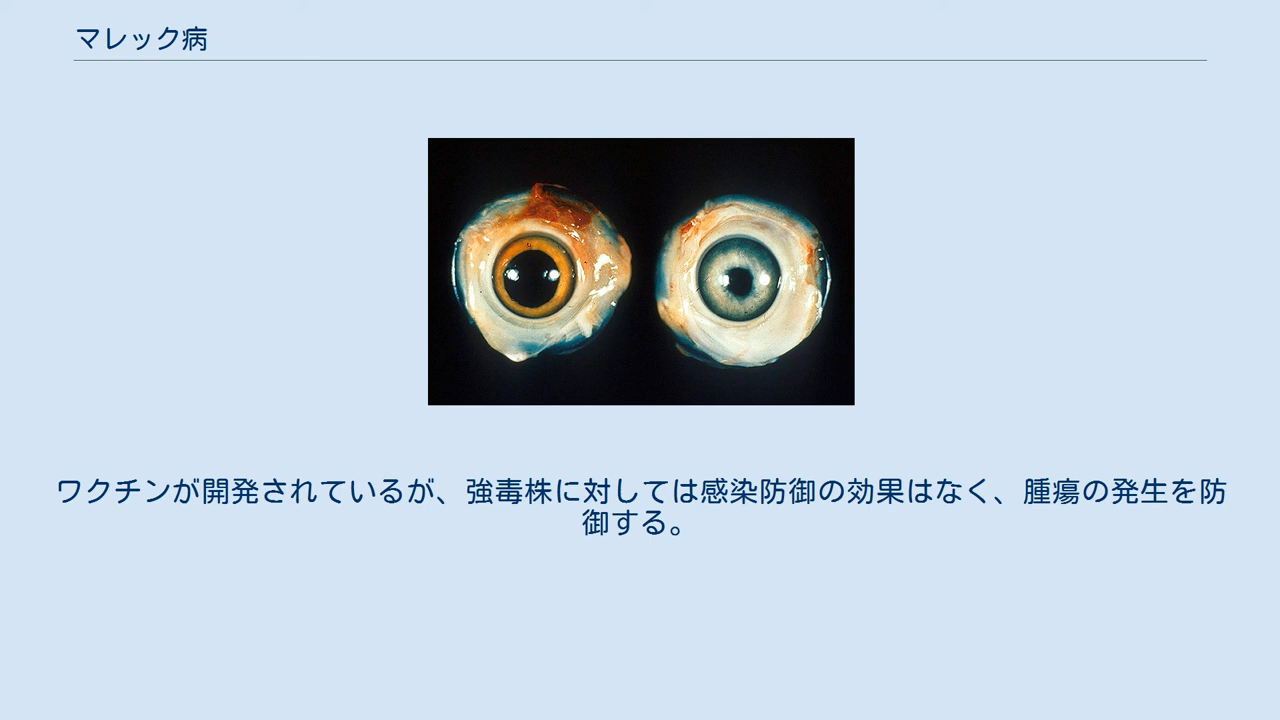 マレック病
ワクチンが開発されているが、強毒株に対しては感染防御の効果はなく、腫瘍の発生を防
御する。